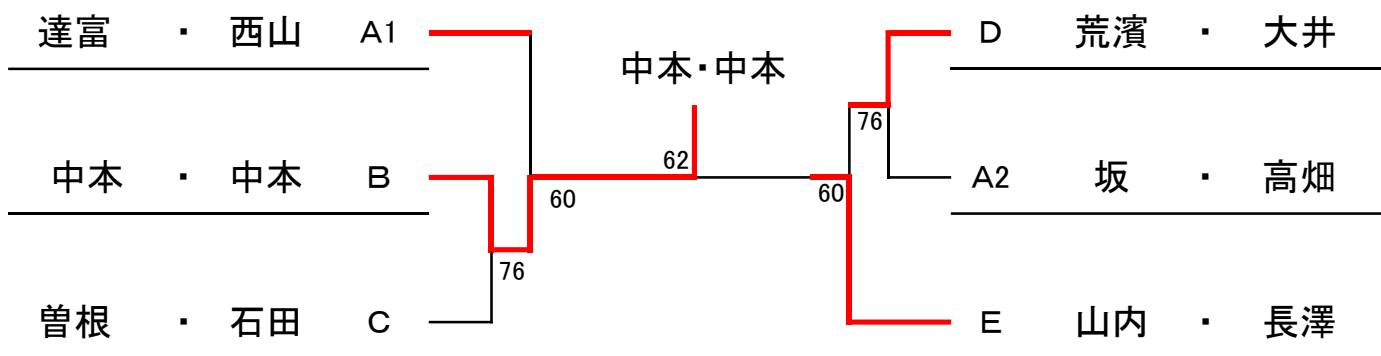 達富 ・ 西山 A1
中本・中本
D 荒濱 ・ 大井
76
62
中本 ・ 中本 B
A2 坂 ・ 高畑
60
60
76
曽根 ・ 石田 C
E 山内 ・ 長澤